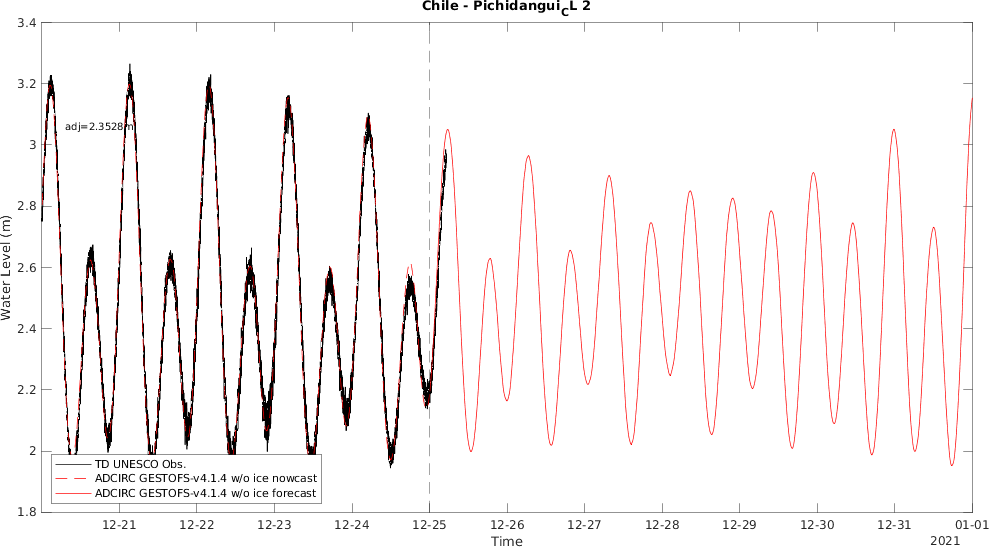 Chile - PichidanguiCL 2
3.4
3.2
3
2.8
2.6
2.4
2.2
2
1.8
Water Level (m)
adj=2.3528m
TD UNESCO Obs.
ADCIRC GESTOFS-v4.1.4 w/o ice nowcast
ADCIRC GESTOFS-v4.1.4 w/o ice forecast
12-21 12-22 12-23 12-24 12-25 12-26 12-27 12-28 12-29 12-30 12-31 01-01
Time
2021